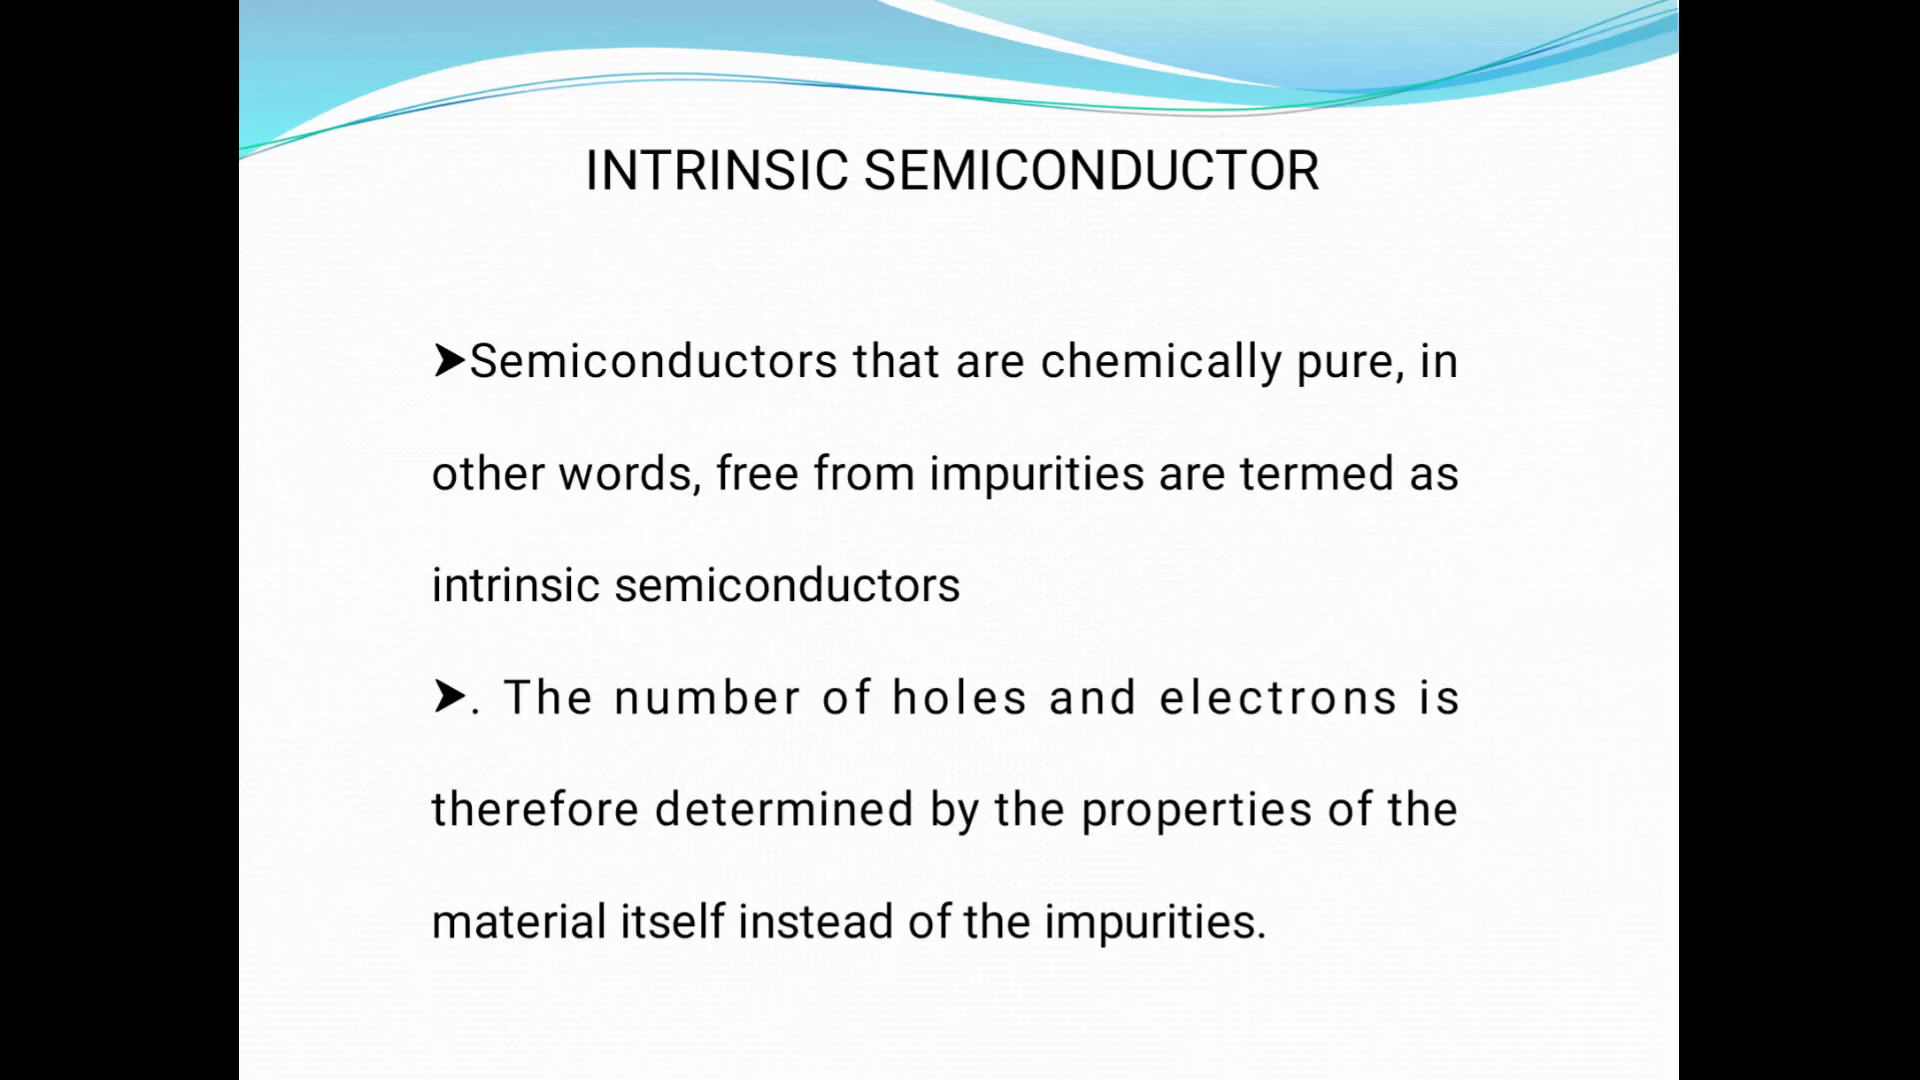 INTRINSIC SEMICONDUCTOR
➤Semiconductors that are chemically pure, in
other words, free from impurities are termed as
intrinsic semiconductors
➤. The number of holes and electrons is
therefore determined by the properties of the
material itself instead of the impurities.